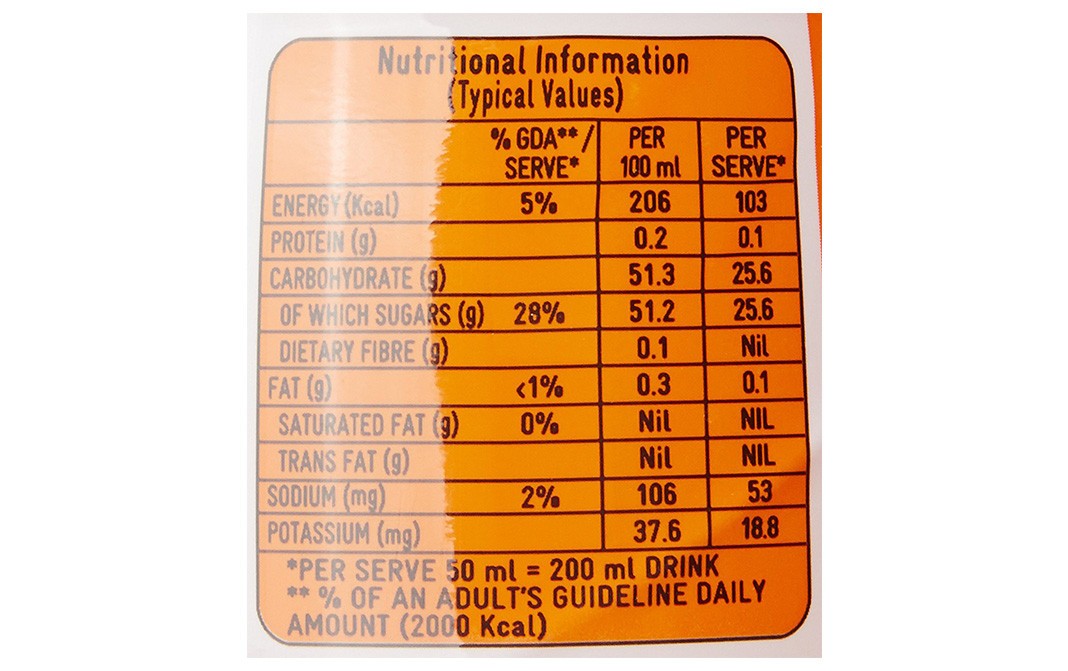 Nutritional Information
(Typical Values)
% GDA**/ SERVE* PER 100 ml PER SERVE*
ENERGY (Kcal) 5% 206 103
PROTEIN (g) 0.2 0.1
CARBOHYDRATE (g) 51.3 25.6
OF WHICH SUGARS (g) 28% 51.2 25.6
DIETARY FIBRE (g) 0.1 Nil
FAT (g) <1% 0.3 0.1
SATURATED FAT (g) 0% Nil NIL
TRANS FAT (g) Nil NIL
SODIUM (mg) 2% 106 53
POTASSIUM (mg) 37.6 18.8
*PER SERVE 50 ml = 200 ml DRINK
** % OF AN ADULT'S GUIDELINE DAILY
AMOUNT (2000 Kcal)